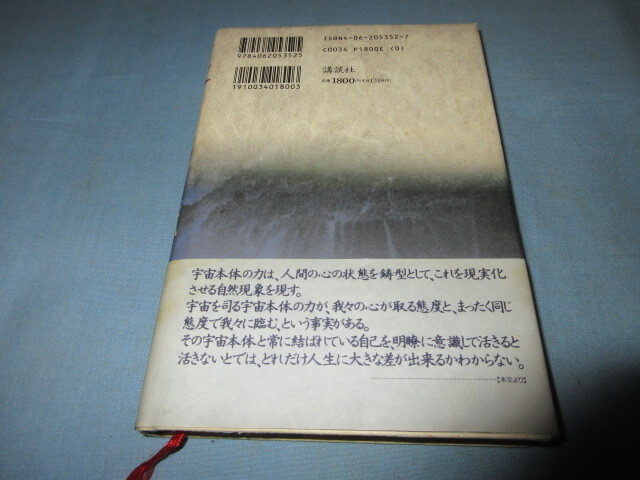 ISBN4-06-205352-7
C0034 P1800E (0)
9784062053525
講談社
定価1800円
1910034018003
宇宙本体の力は、人間の心の状態を鋳型として、これを現実化
させる自然現象を現す。
宇宙を司る宇宙本体の力が、我々の心が取る態度と、まったく同じ
態度で我々に臨む、という事実がある。
その宇宙本体と常に結ばれている自己を、明瞭に意識して活きると
活きないとでは、どれだけ人生に大きな差が出来るかわからない。
【本文より】